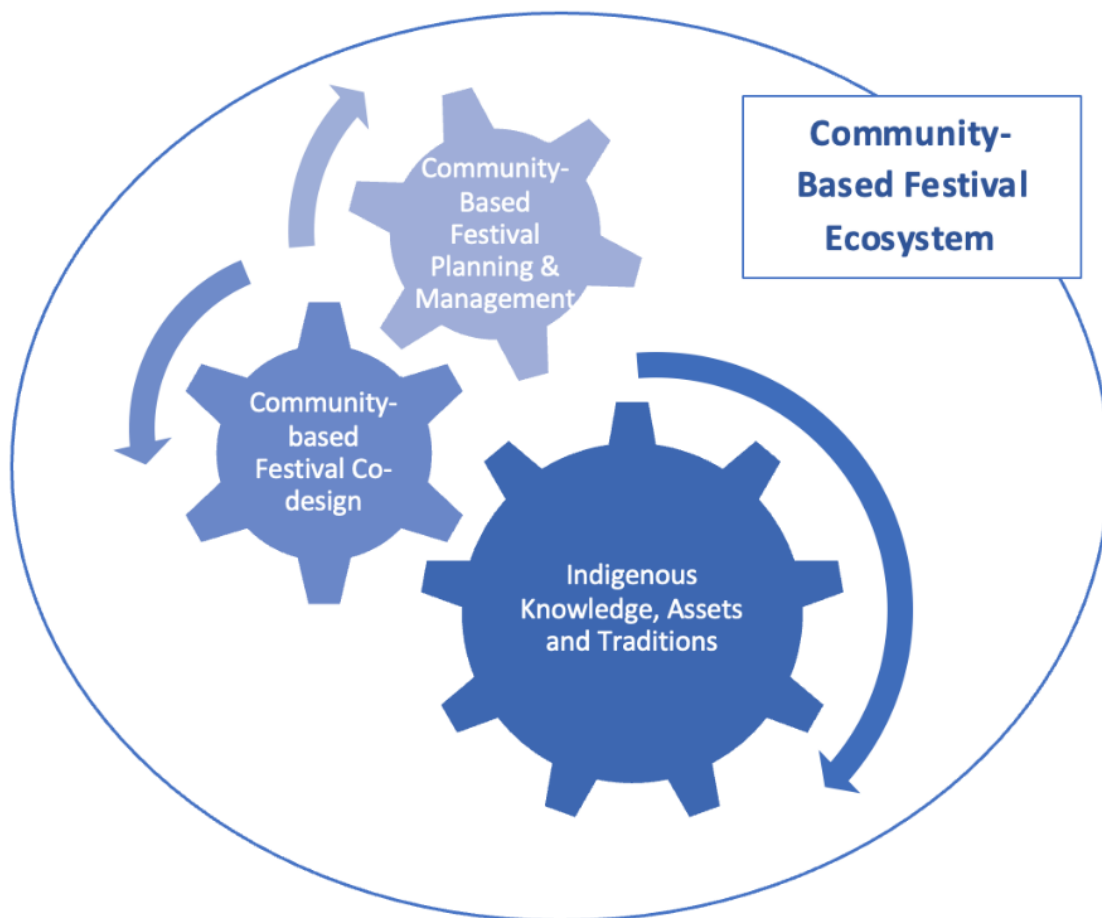 Community-
Based Festival
Ecosystem
Community-
Based
Festival
Planning &
Management
Community-
based
Festival Co-
design
Indigenous
Knowledge, Assets
and Traditions